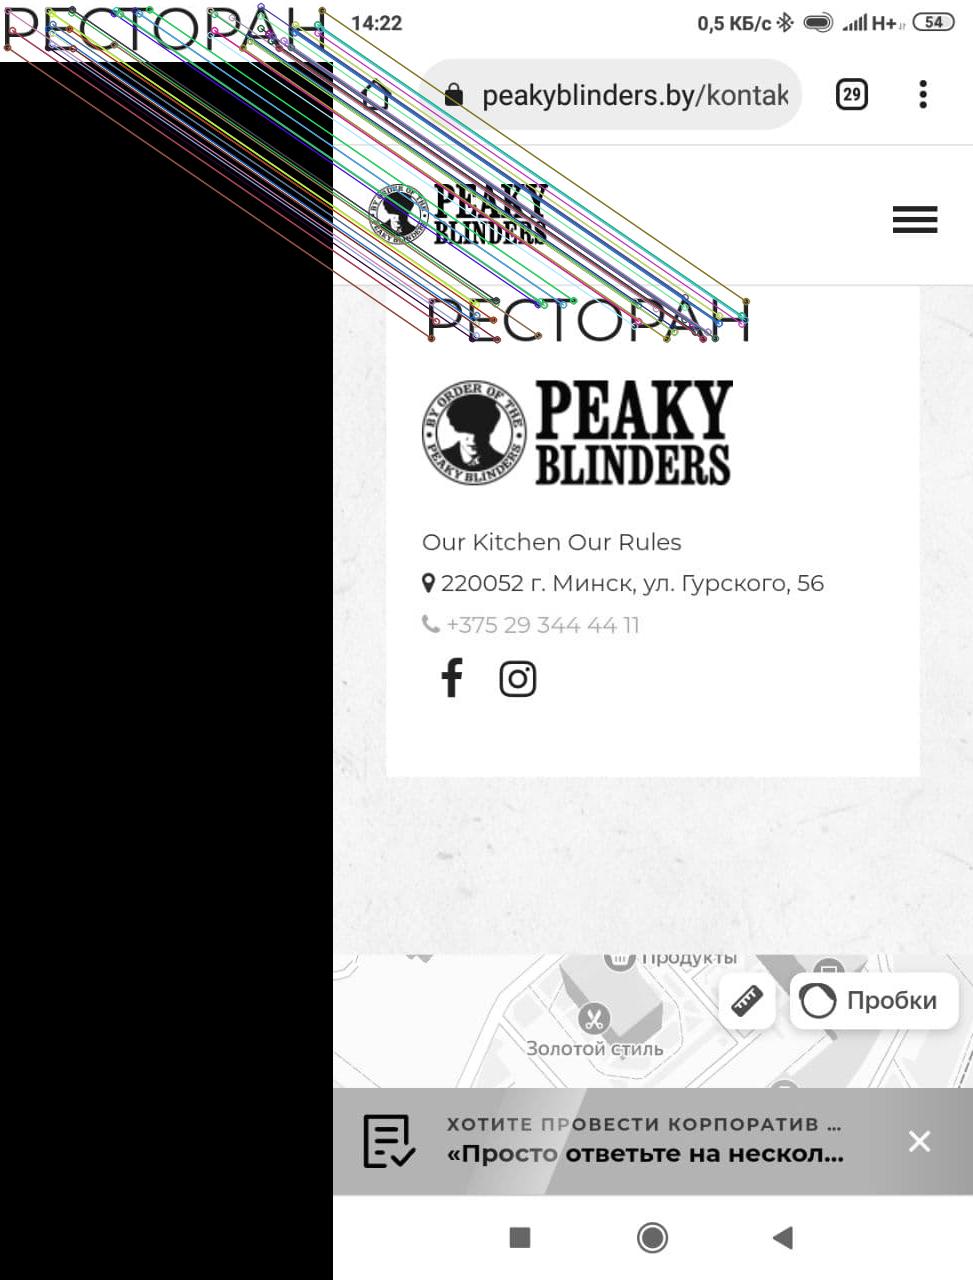 РЕСТОРАН
14:22
0,5 КБ/с H+ 54
peakyblinders.by/kontak
29
BY ORDER OF THE
PEAKY
BLINDERS
РЕСТОРАН
BY ORDER OF THE
PEAKY BLINDERS
PEAKY
BLINDERS
Our Kitchen Our Rules
220052 г. Минск, ул. Гурского, 56
+375 29 344 44 11
Продукты
Пробки
Золотой стиль
ХОТИТЕ ПРОВЕСТИ КОРПОРАТИВ ...
«Просто ответьте на нескол...